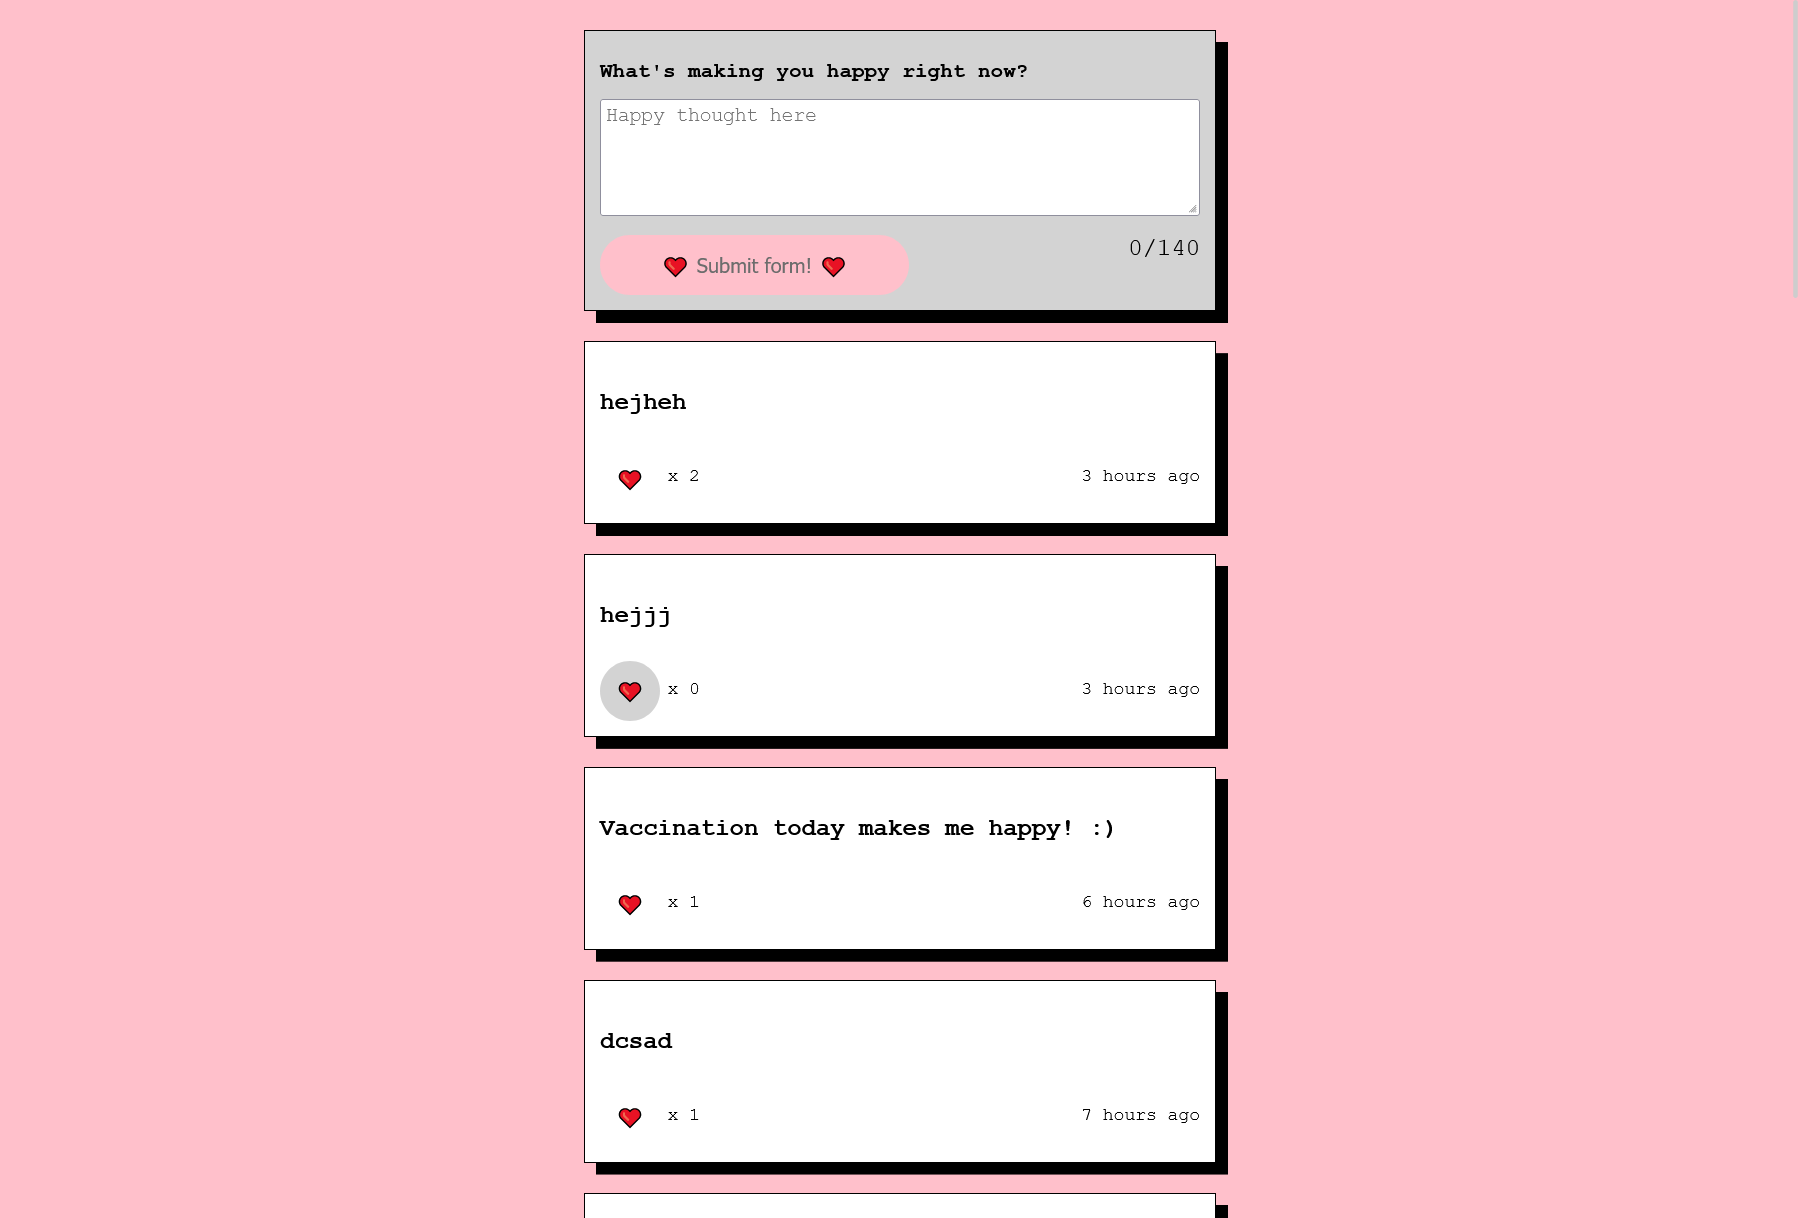 What's making you happy right now?
Happy thought here
Submit form!
0/140
hejheh
x 2
3 hours ago
hejjj
x 0
3 hours ago
Vaccination today makes me happy! :)
x 1
6 hours ago
dcsad
x 1
7 hours ago